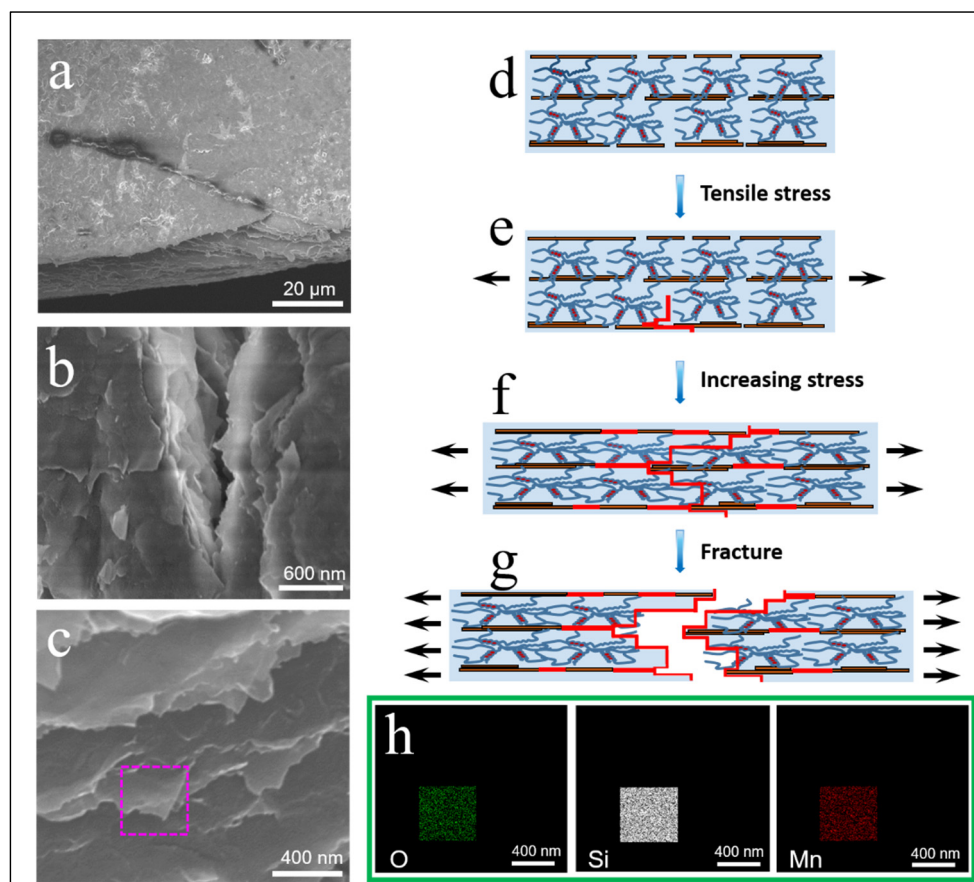 a
20 μm
b
600 nm
c
400 nm
d
Tensile stress
e
Increasing stress
f
Fracture
g
h
O
400 nm
Si
400 nm
Mn
400 nm